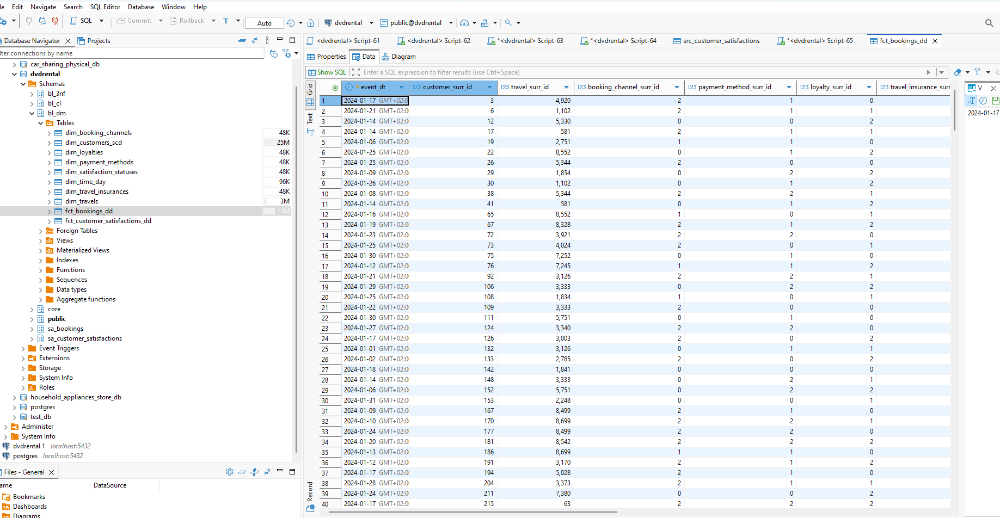 le Edit Navigate Search SQL Editor Database Window Help
SQL Commit Rollback T Auto dvdrental public@dvdrental
Database Navigator Projects
lter connections by name
car_sharing_physical_db
dvdrental
Schemas
bl_3nf
bl_cl
bl_dm
Tables
dim_booking_channels 48K
dim_customers_scd 25M
dim_loyalties 48K
dim_payment_methods 48K
dim_satisfaction_statuses 48K
dim_time_day 96K
dim_travel_insurances 48K
dim_travels 3M
fct_bookings_dd 11M
fct_customer_satisfactions_dd
Foreign Tables
Views
Materialized Views
Indexes
Functions
Sequences
Data types
Aggregate functions
core
public
sa_bookings
sa_customer_satisfactions
Event Triggers
Extensions
Storage
System Info
Roles
household_appliances_store_db
postgres
test_db
Administer
System Info
dvdrental 1 localhost:5432
postgres localhost:5432
Files - General
ame DataSource
Bookmarks
Dashboards
Diagrams
<dvdrental> Script-61 <dvdrental> Script-62 *<dvdrental> Script-63 *<dvdrental> Script-64 src_customer_satisfactions *<dvdrental> Script-65 fct_bookings_dd
Properties Data Diagram
Show SQL Enter a SQL expression to filter results (use Ctrl+Space)
Grid
Text
Record
event_dt 123 customer_surr_id 123 travel_surr_id 123 booking_channel_surr_id 123 payment_method_surr_id 123 loyalty_surr_id 123 travel_insurance_surr
1 2024-01-17 GMT+02:0 3 4,920 2 1 0
2 2024-01-21 GMT+02:0 6 1,102 2 1 1
3 2024-01-14 GMT+02:0 12 5,330 0 0 2
4 2024-01-14 GMT+02:0 17 581 2 1 1
5 2024-01-06 GMT+02:0 19 2,751 1 1 0
6 2024-01-25 GMT+02:0 22 8,552 0 1 2
7 2024-01-25 GMT+02:0 26 5,344 2 0 0
8 2024-01-09 GMT+02:0 29 1,854 0 2 2
9 2024-01-26 GMT+02:0 30 1,102 0 1 2
10 2024-01-08 GMT+02:0 38 5,344 2 2 1
11 2024-01-14 GMT+02:0 41 581 0 1 2
12 2024-01-16 GMT+02:0 65 8,552 1 0 1
13 2024-01-19 GMT+02:0 67 8,328 2 1 2
14 2024-01-23 GMT+02:0 72 3,921 2 2 0
15 2024-01-25 GMT+02:0 73 4,024 2 0 1
16 2024-01-30 GMT+02:0 75 7,252 0 1 0
17 2024-01-12 GMT+02:0 76 7,245 1 1 2
18 2024-01-21 GMT+02:0 92 3,126 2 2 1
19 2024-01-29 GMT+02:0 106 3,333 0 2 2
20 2024-01-25 GMT+02:0 108 1,834 1 0 1
21 2024-01-22 GMT+02:0 109 3,333 2 0 0
22 2024-01-30 GMT+02:0 111 5,751 0 1 0
23 2024-01-27 GMT+02:0 124 3,340 2 2 0
24 2024-01-17 GMT+02:0 126 3,003 2 0 2
25 2024-01-01 GMT+02:0 132 3,126 0 1 1
26 2024-01-02 GMT+02:0 133 2,785 2 0 2
27 2024-01-18 GMT+02:0 142 1,841 0 0 0
28 2024-01-14 GMT+02:0 148 3,333 0 2 1
29 2024-01-06 GMT+02:0 152 5,751 0 2 2
30 2024-01-31 GMT+02:0 153 2,248 0 0 1
31 2024-01-09 GMT+02:0 167 8,499 2 1 0
32 2024-01-10 GMT+02:0 170 8,699 2 2 1
33 2024-01-24 GMT+02:0 177 8,499 2 2 0
34 2024-01-20 GMT+02:0 181 8,542 2 2 2
35 2024-01-13 GMT+02:0 186 8,699 1 1 0
36 2024-01-12 GMT+02:0 191 3,170 2 1 2
37 2024-01-17 GMT+02:0 194 5,028 2 1 0
38 2024-01-28 GMT+02:0 204 3,373 2 1 1
39 2024-01-24 GMT+02:0 211 7,380 0 0 2
40 2024-01-17 GMT+02:0 215 63 2 2 2
V
2024-01-17